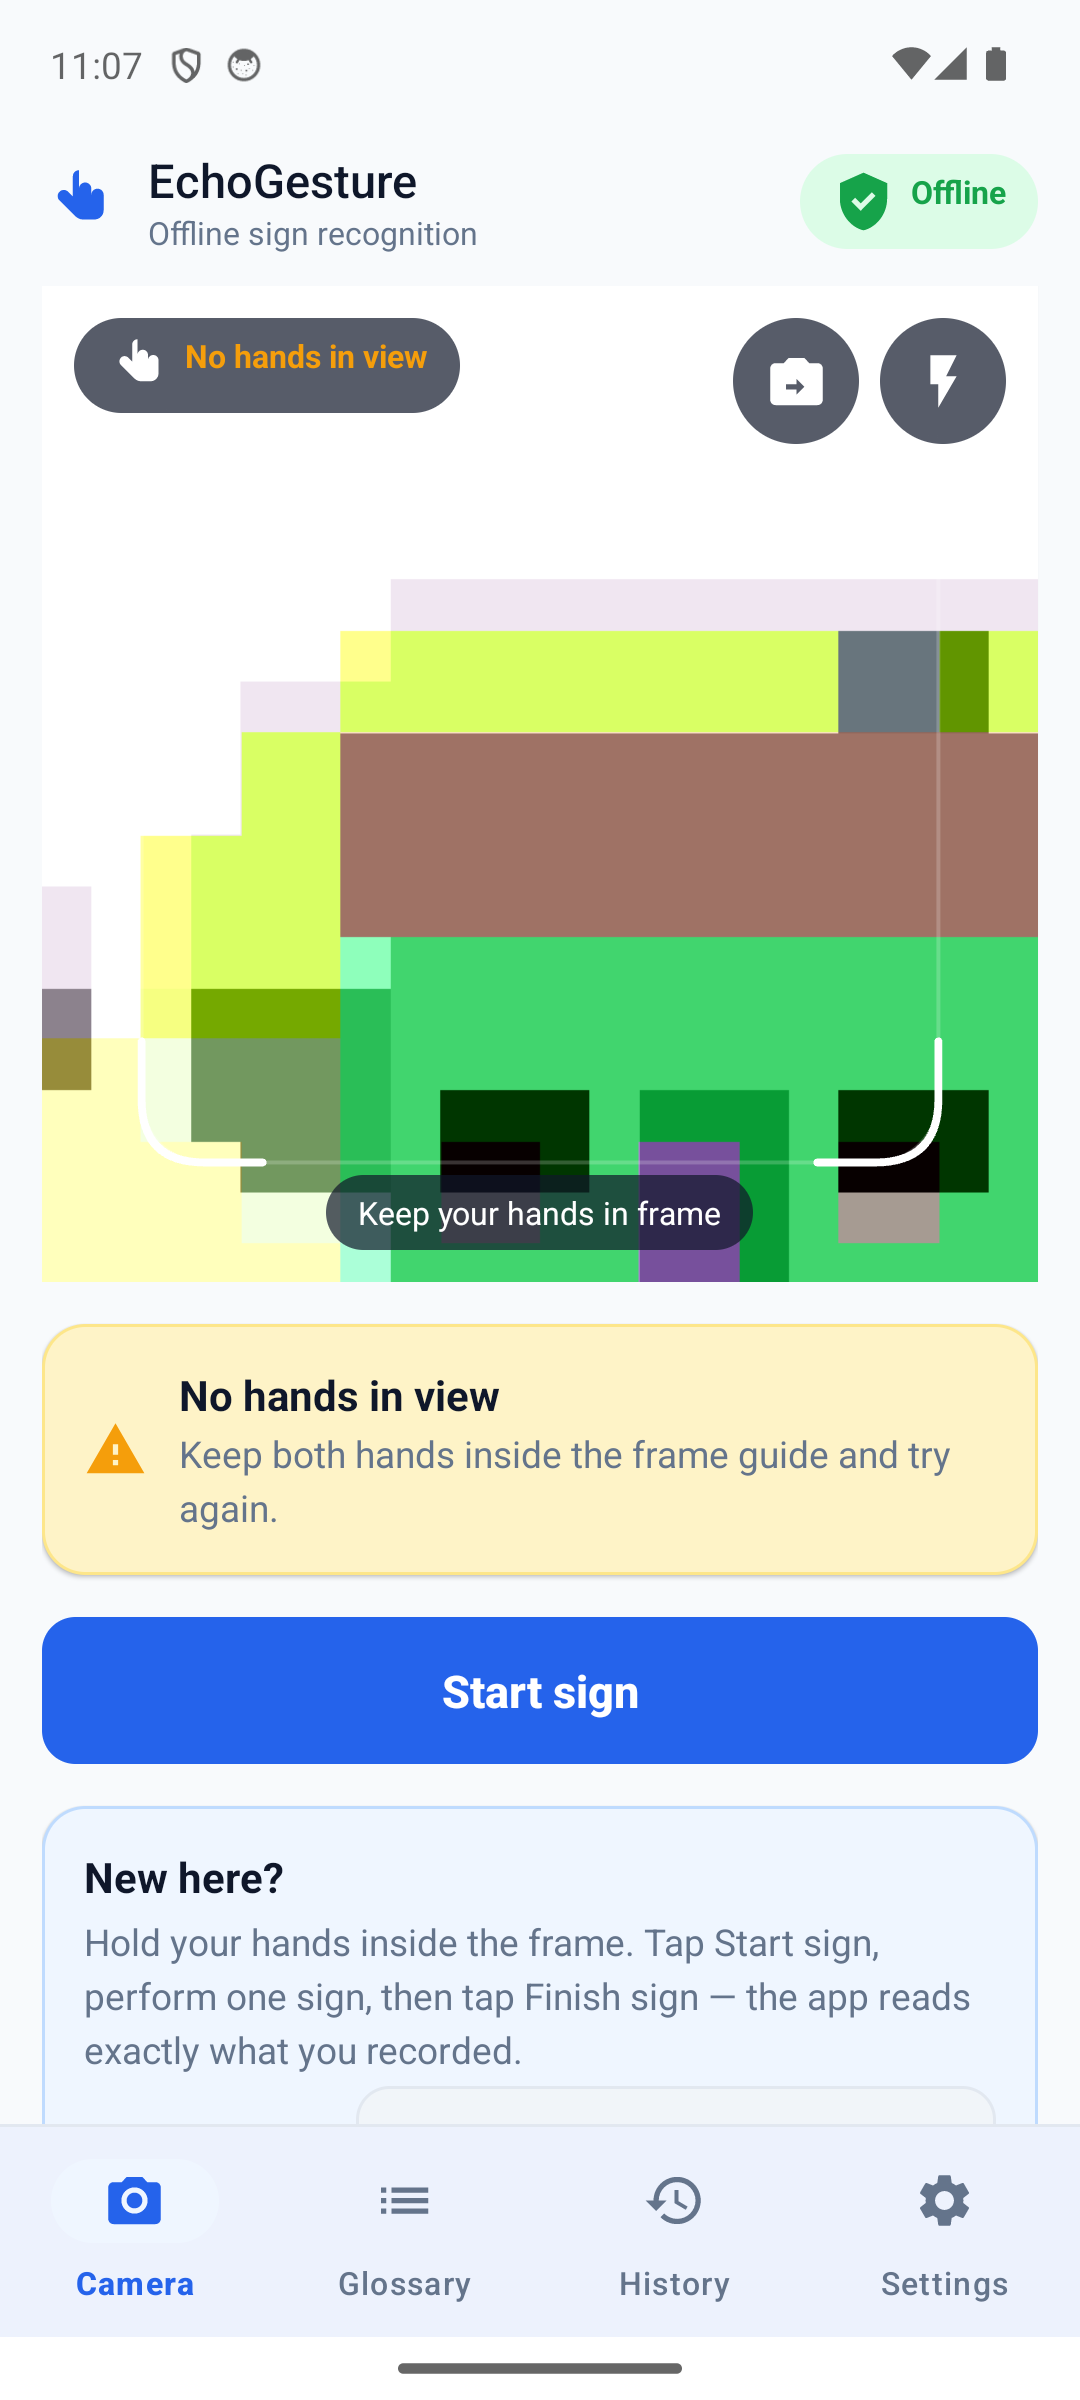 11:07
EchoGesture
Offline sign recognition
Offline
No hands in view
Keep your hands in frame
No hands in view
Keep both hands inside the frame guide and try
again.
Start sign
New here?
Hold your hands inside the frame. Tap Start sign,
perform one sign, then tap Finish sign — the app reads
exactly what you recorded.
Camera
Glossary
History
Settings